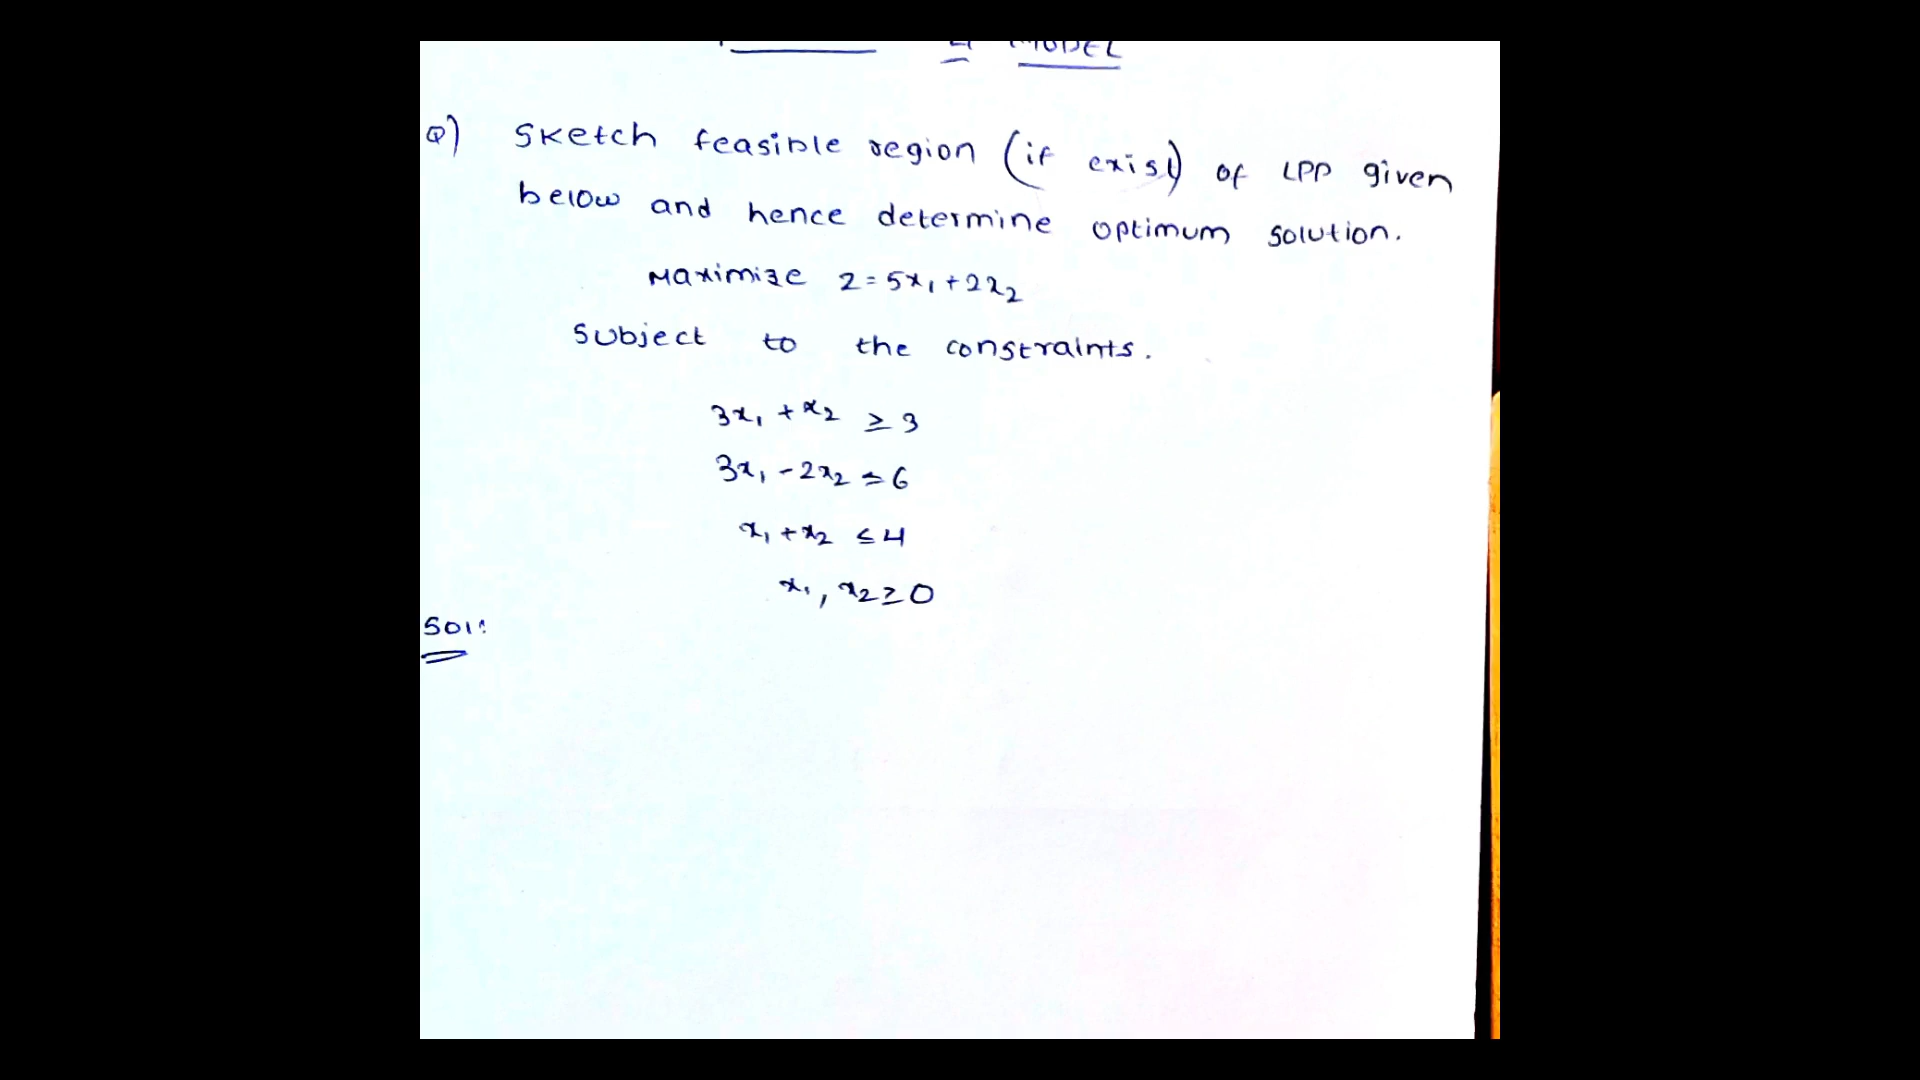 MODEL
Q) Sketch feasible region (if exist) of LPP given
below and hence determine optimum solution.
Maximize Z = 5x₁ + 2x₂
Subject to the constraints.
3x₁ + x₂ ≥ 3
3x₁ - 2x₂ ≤ 6
x₁ + x₂ ≤ 4
x₁, x₂ ≥ 0
Sol: